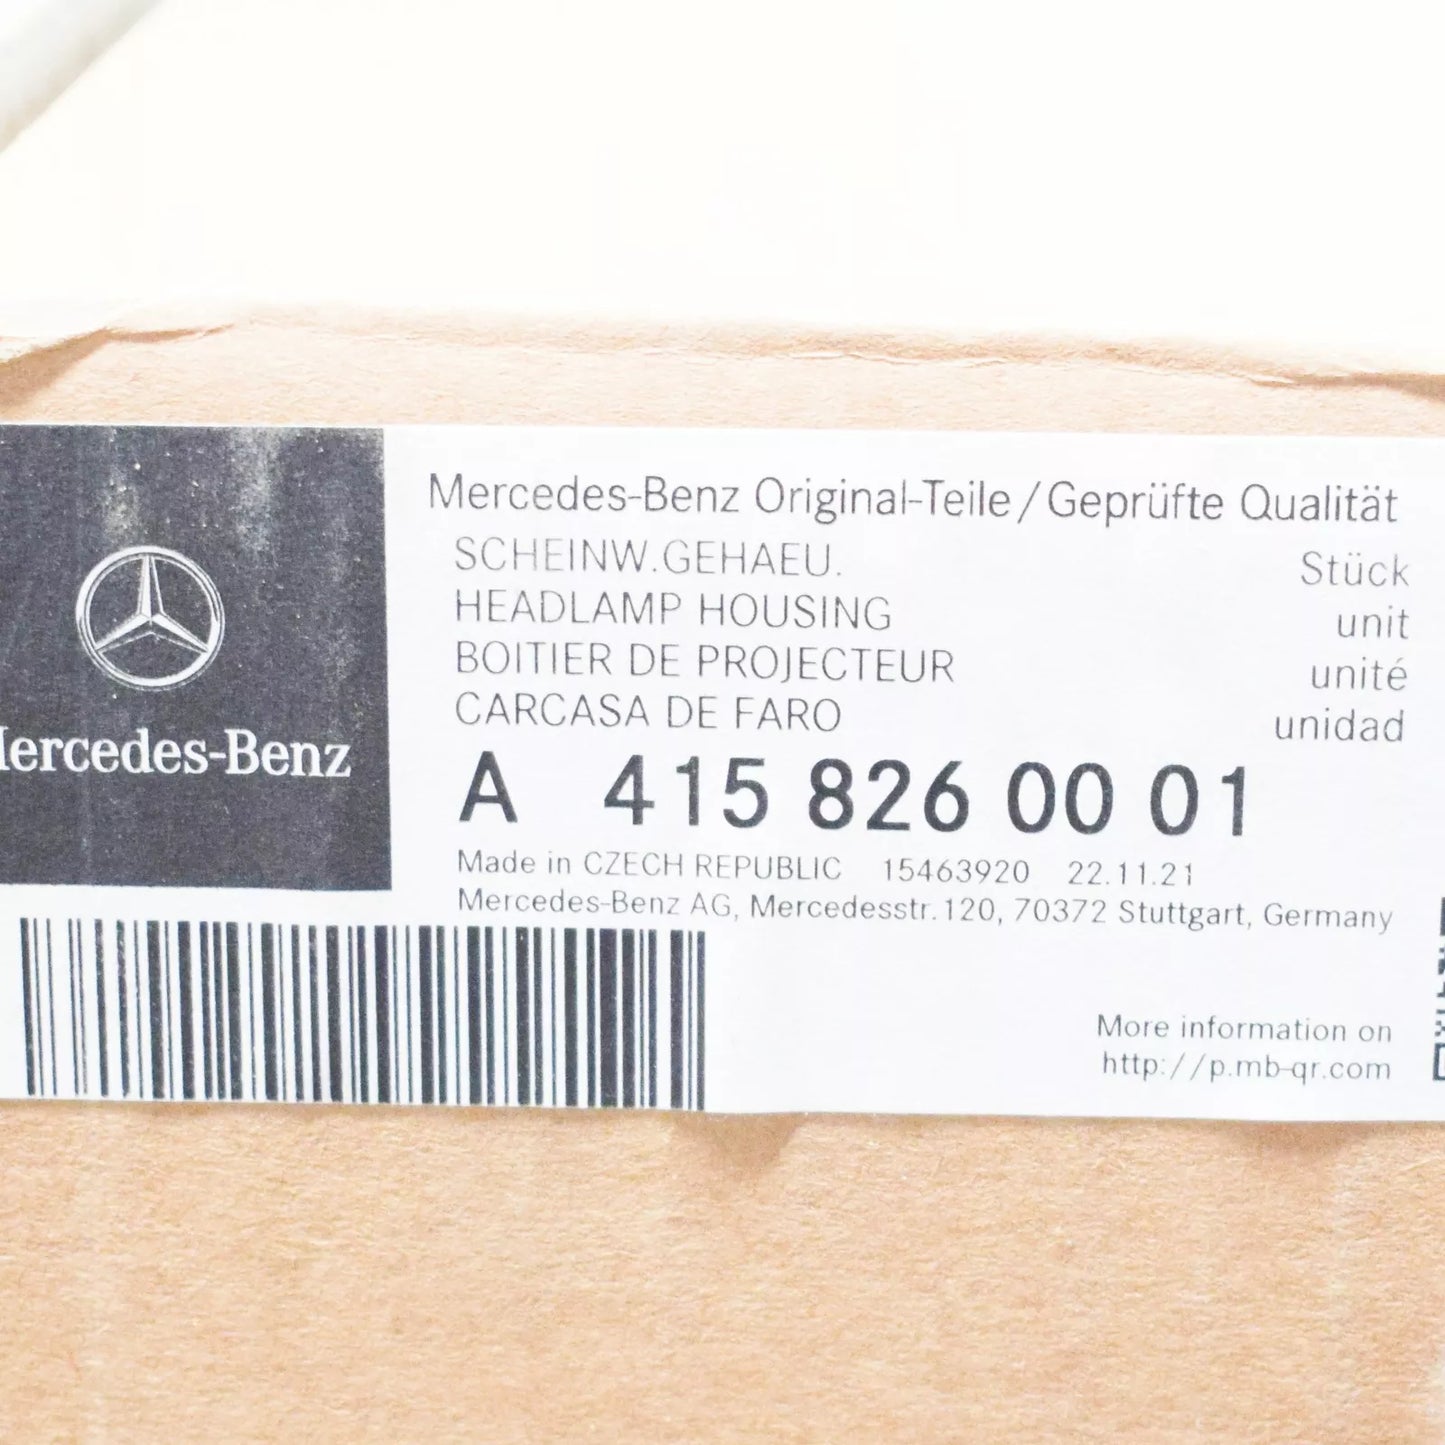 Mercedes-Benz
Mercedes-Benz Original-Teile/Geprüfte Qualität
SCHEINW.GEHAEU. Stück
HEADLAMP HOUSING unit
BOITIER DE PROJECTEUR unité
CARCASA DE FARO unidad
A 415 826 00 01
Made in CZECH REPUBLIC 15463920 22.11.21
Mercedes-Benz AG, Mercedesstr.120, 70372 Stuttgart, Germany
More information on
http://p.mb-qr.com